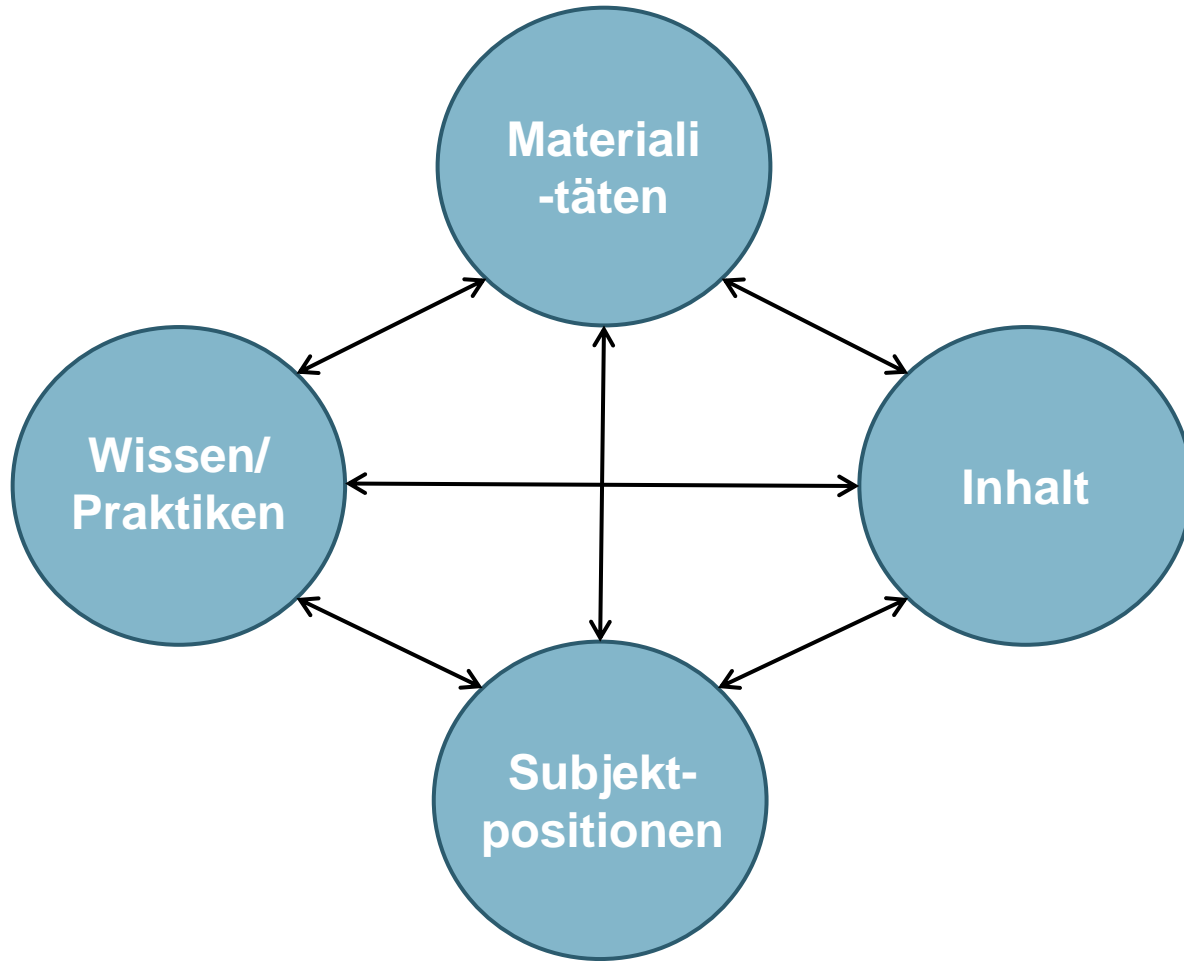 Materiali
-täten
Wissen/
Praktiken
Inhalt
Subjekt-
positionen